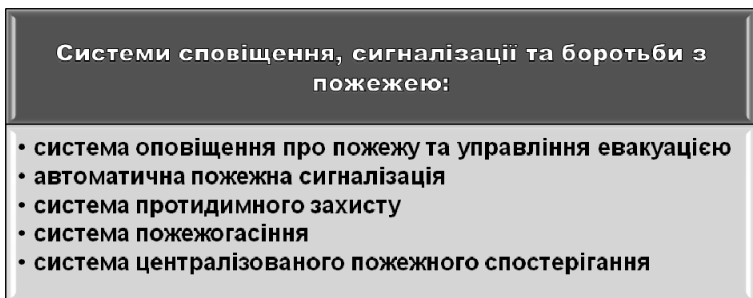 Системи сповіщення, сигналізації та боротьби з
пожежею:
• система оповіщення про пожежу та управління евакуацією
• автоматична пожежна сигналізація
• система протидимного захисту
• система пожежогасіння
• система централізованого пожежного спостерігання